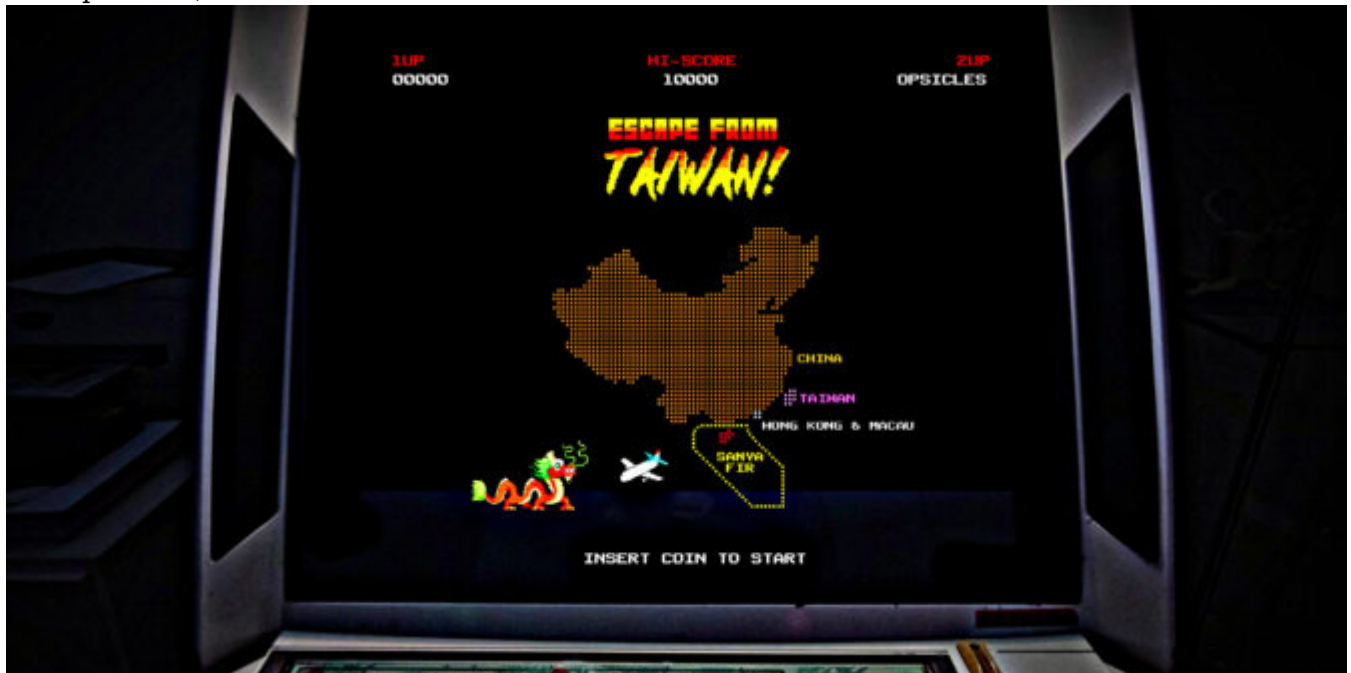 1UP
HI-SCORE
2UP
00000
10000
OPSICLES
ESCAPE FROM
TAIWAN!
CHINA
TAIWAN
HONG KONG & MACAU
SANYA
FIR
INSERT COIN TO START